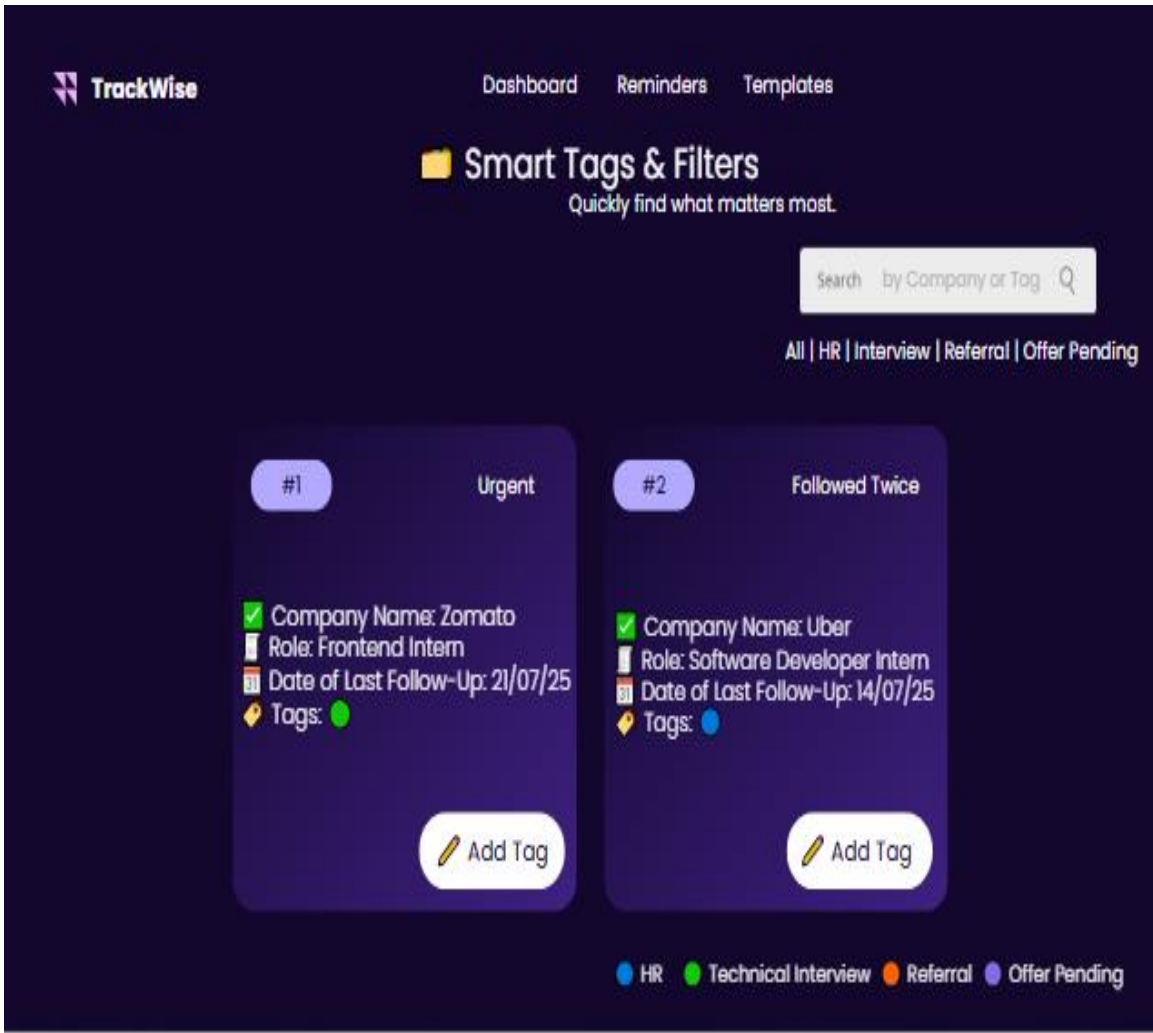 TrackWise
Dashboard Reminders Templates
Smart Tags & Filters
Quickly find what matters most.
Search by Company or Tag
All | HR | Interview | Referral | Offer Pending
#1 Urgent
Company Name: Zomato
Role: Frontend Intern
Date of Last Follow-Up: 21/07/25
Tags:
Add Tag
#2 Followed Twice
Company Name: Uber
Role: Software Developer Intern
Date of Last Follow-Up: 14/07/25
Tags:
Add Tag
HR Technical Interview Referral Offer Pending